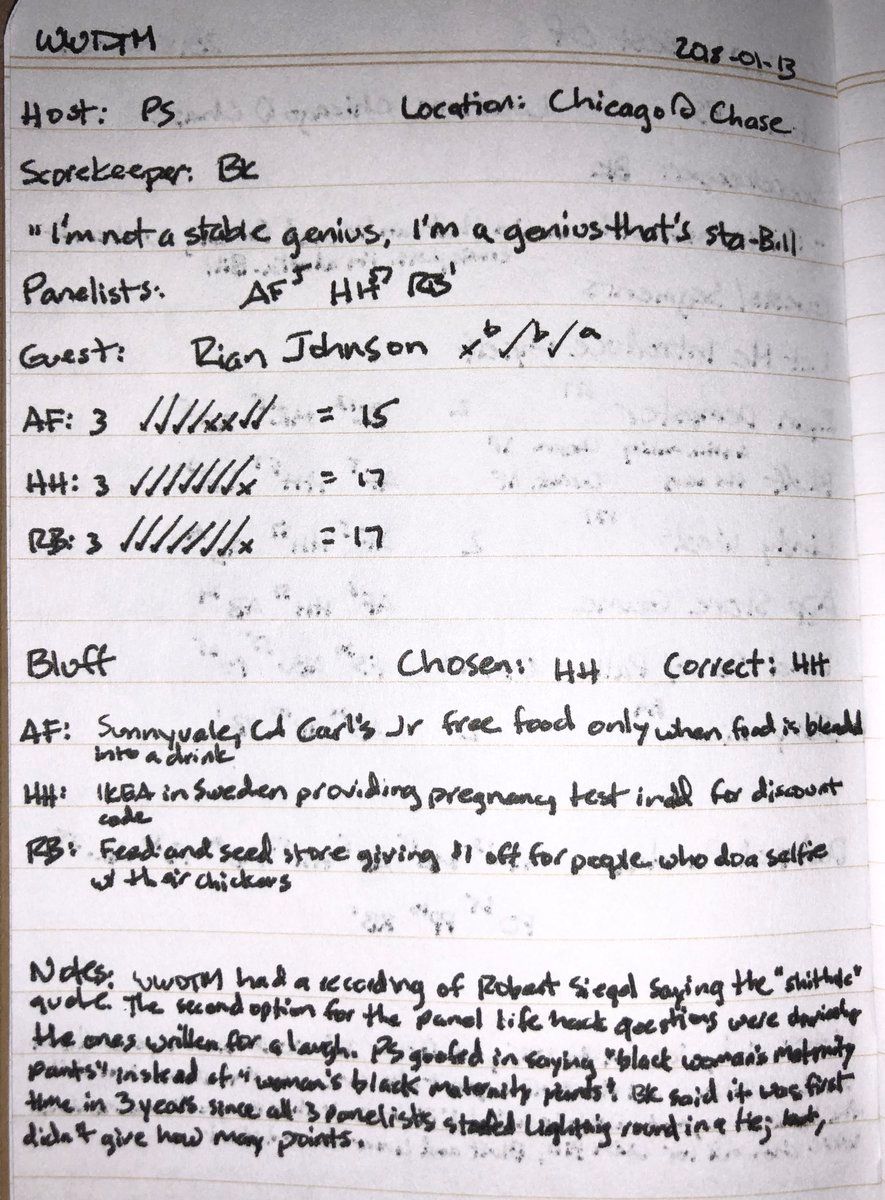 WWDTM 2018-01-13
Host: PS Location: Chicago @ Chase
Scorekeeper: BK
"I'm not a stable genius, I'm a genius that's sta-Bill
Panelists: AF HH RB
Guest: Rian Johnson x b ✓ b ✓ a
AF: 3 ✓✓✓✓xx✓✓ = 15
HH: 3 ✓✓✓✓✓✓✓x = 17
RB: 3 ✓✓✓✓✓✓✓x = 17
Bluff Chosen: HH Correct: HH
AF: Sunnyvale, CA Carl's Jr free food only when food is blended
into a drink
HH: IKEA in Sweden providing pregnancy test in ad for discount
code
RB: Feed and seed store giving $1 off for people who do a selfie
w/ their chickens
Notes: WWDTM had a recording of Robert Siegel saying the "shithole"
quote. The second option for the panel life hack questions were
the ones written for a laugh. PS goofed in saying "black woman's maternity
pants" instead of "woman's black maternity pants". BK said it was first
time in 3 years since all 3 panelists started Lightning round in a tie; but,
didn't give how many points.